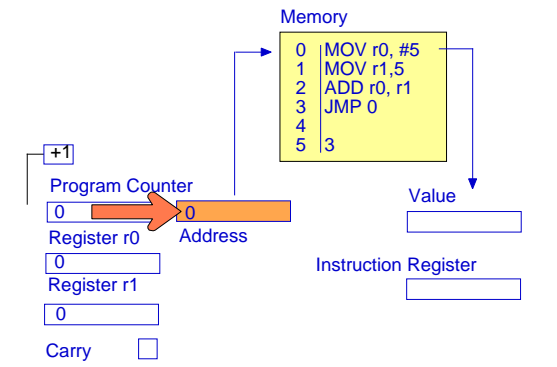 Memory
0 MOV r0, #5
1 MOV r1,5
2 ADD r0, r1
3 JMP 0
4
5 3
+1
Program Counter
0
0
Address
Register r0
0
Register r1
0
Carry
Value
Instruction Register